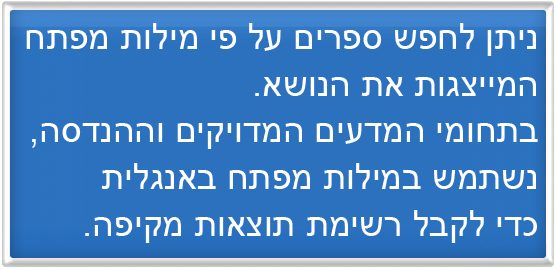 ניתן לחפש ספרים על פי מילות מפתח
המייצגות את הנושא.
בתחומי המדעים המדויקים וההנדסה,
נשתמש במילות מפתח באנגלית
כדי לקבל רשימת תוצאות מקיפה.